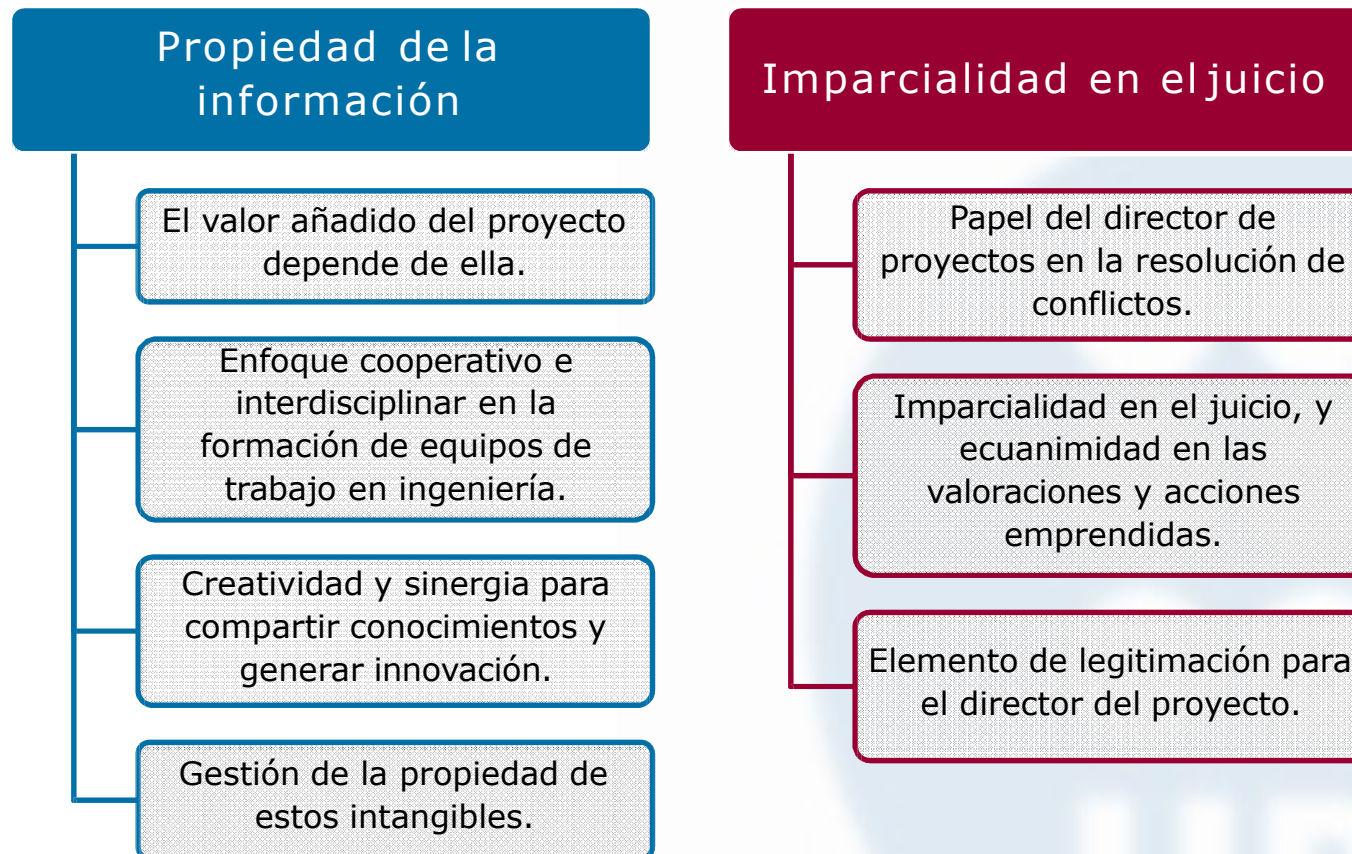 Propiedad de la
información
El valor añadido del proyecto
depende de ella.
Enfoque cooperativo e
interdisciplinar en la
formación de equipos de
trabajo en ingeniería.
Creatividad y sinergia para
compartir conocimientos y
generar innovación.
Gestión de la propiedad de
estos intangibles.
Imparcialidad en el juicio
Papel del director de
proyectos en la resolución de
conflictos.
Imparcialidad en el juicio, y
ecuanimidad en las
valoraciones y acciones
emprendidas.
Elemento de legitimación para
el director del proyecto.